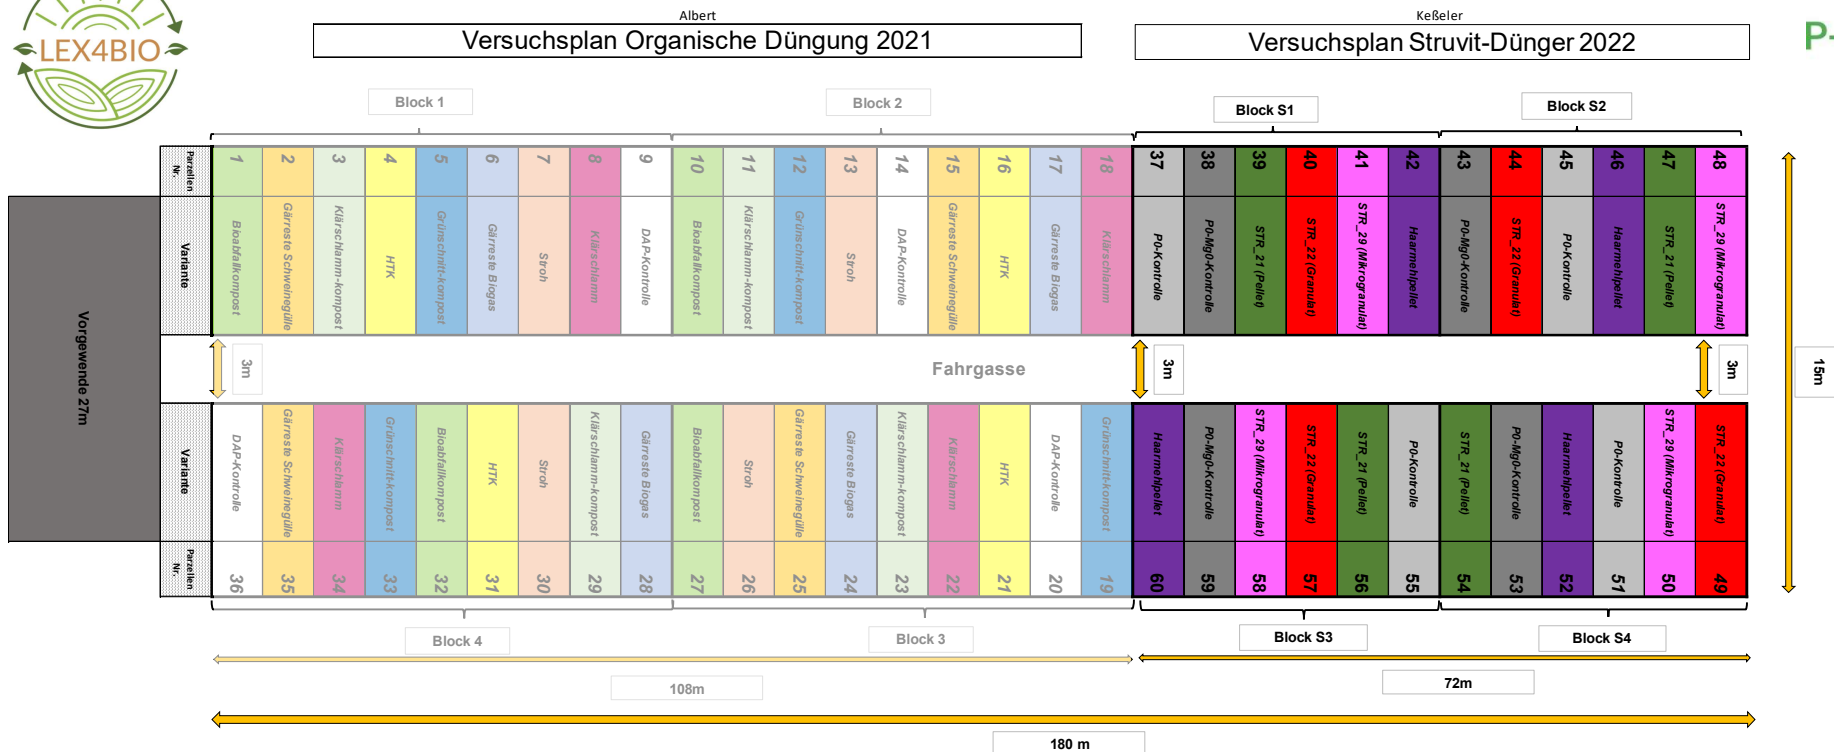 LEX4BIO
Albert
Versuchsplan Organische Düngung 2021
Keßeler
Versuchsplan Struvit-Dünger 2022
P-
Block 1
Block 2
Block S1
Block S2
Parzellen Nr.
1
2
3
4
5
6
7
8
9
10
11
12
13
14
15
16
17
18
37
38
39
40
41
42
43
44
45
46
47
48
Variante
Bioabfallkompost
Gärreste Schweinegülle
Klärschlamm-kompost
HTK
Grünschnitt-kompost
Gärreste Biogas
Stroh
Klärschlamm
DAP-Kontrolle
Bioabfallkompost
Klärschlamm-kompost
Grünschnitt-kompost
Stroh
DAP-Kontrolle
Gärreste Schweinegülle
HTK
Gärreste Biogas
Klärschlamm
P0-Kontrolle
P0-Mg0-Kontrolle
STR_21 (Pellet)
STR_22 (Granulat)
STR_29 (Mikrogranulat)
Haarmehlpellet
P0-Mg0-Kontrolle
STR_22 (Granulat)
P0-Kontrolle
Haarmehlpellet
STR_21 (Pellet)
STR_29 (Mikrogranulat)
Vorgewende 27m
3m
Fahrgasse
3m
3m
15m
Variante
DAP-Kontrolle
Gärreste Schweinegülle
Klärschlamm
Grünschnitt-kompost
Bioabfallkompost
HTK
Stroh
Klärschlamm-kompost
Gärreste Biogas
Bioabfallkompost
Stroh
Gärreste Schweinegülle
Gärreste Biogas
Klärschlamm-kompost
Klärschlamm
HTK
DAP-Kontrolle
Grünschnitt-kompost
Haarmehlpellet
P0-Mg0-Kontrolle
STR_29 (Mikrogranulat)
STR_22 (Granulat)
STR_21 (Pellet)
P0-Kontrolle
STR_21 (Pellet)
P0-Mg0-Kontrolle
Haarmehlpellet
P0-Kontrolle
STR_29 (Mikrogranulat)
STR_22 (Granulat)
Parzellen Nr.
36
35
34
33
32
31
30
29
28
27
26
25
24
23
22
21
20
19
60
59
58
57
56
55
54
53
52
51
50
49
Block 4
Block 3
Block S3
Block S4
108m
72m
180 m